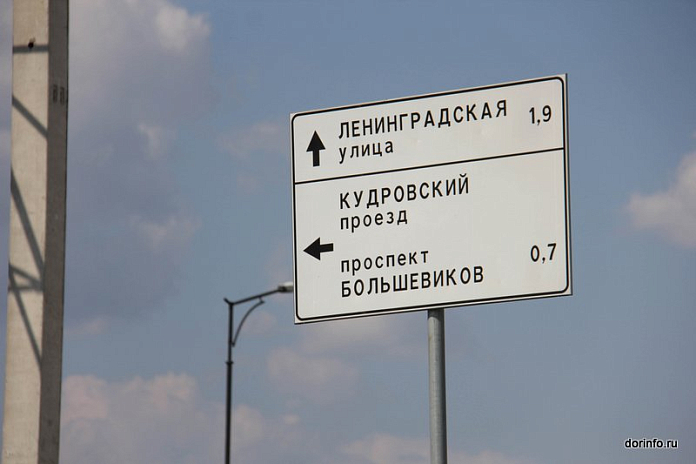 ЛЕНИНГРАДСКАЯ 1,9
улица
КУДРОВСКИЙ
проезд
проспект 0,7
БОЛЬШЕВИКОВ
dorinfo.ru